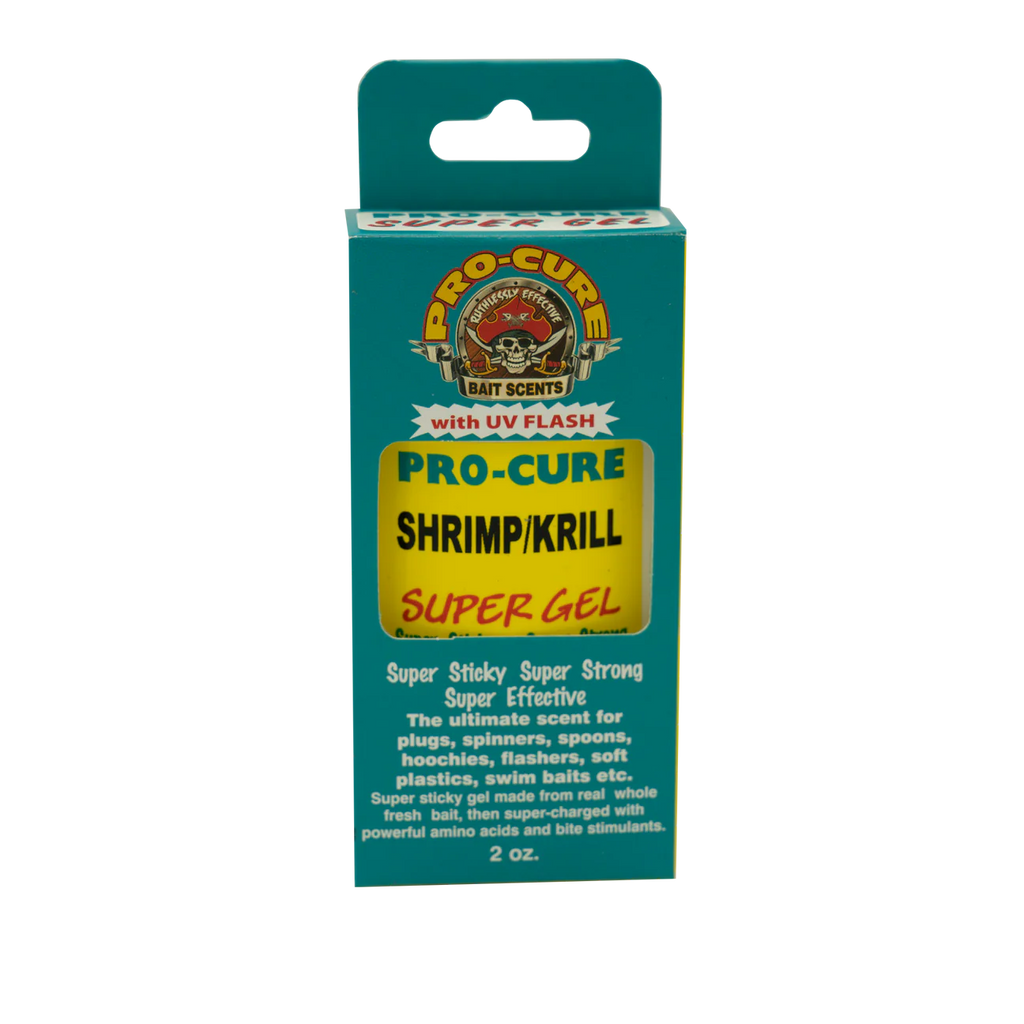 PRO-CURE
SUPER GEL
PRO-CURE
RUTHLESSLY EFFECTIVE
BAIT SCENTS
with UV FLASH
PRO-CURE
SHRIMP/KRILL
SUPER GEL
Super Sticky Super Strong
Super Effective
The ultimate scent for
plugs, spinners, spoons,
hoochies, flashers, soft
plastics, swim baits etc.
Super sticky gel made from real whole
fresh bait, then super-charged with
powerful amino acids and bite stimulants.
2 oz.